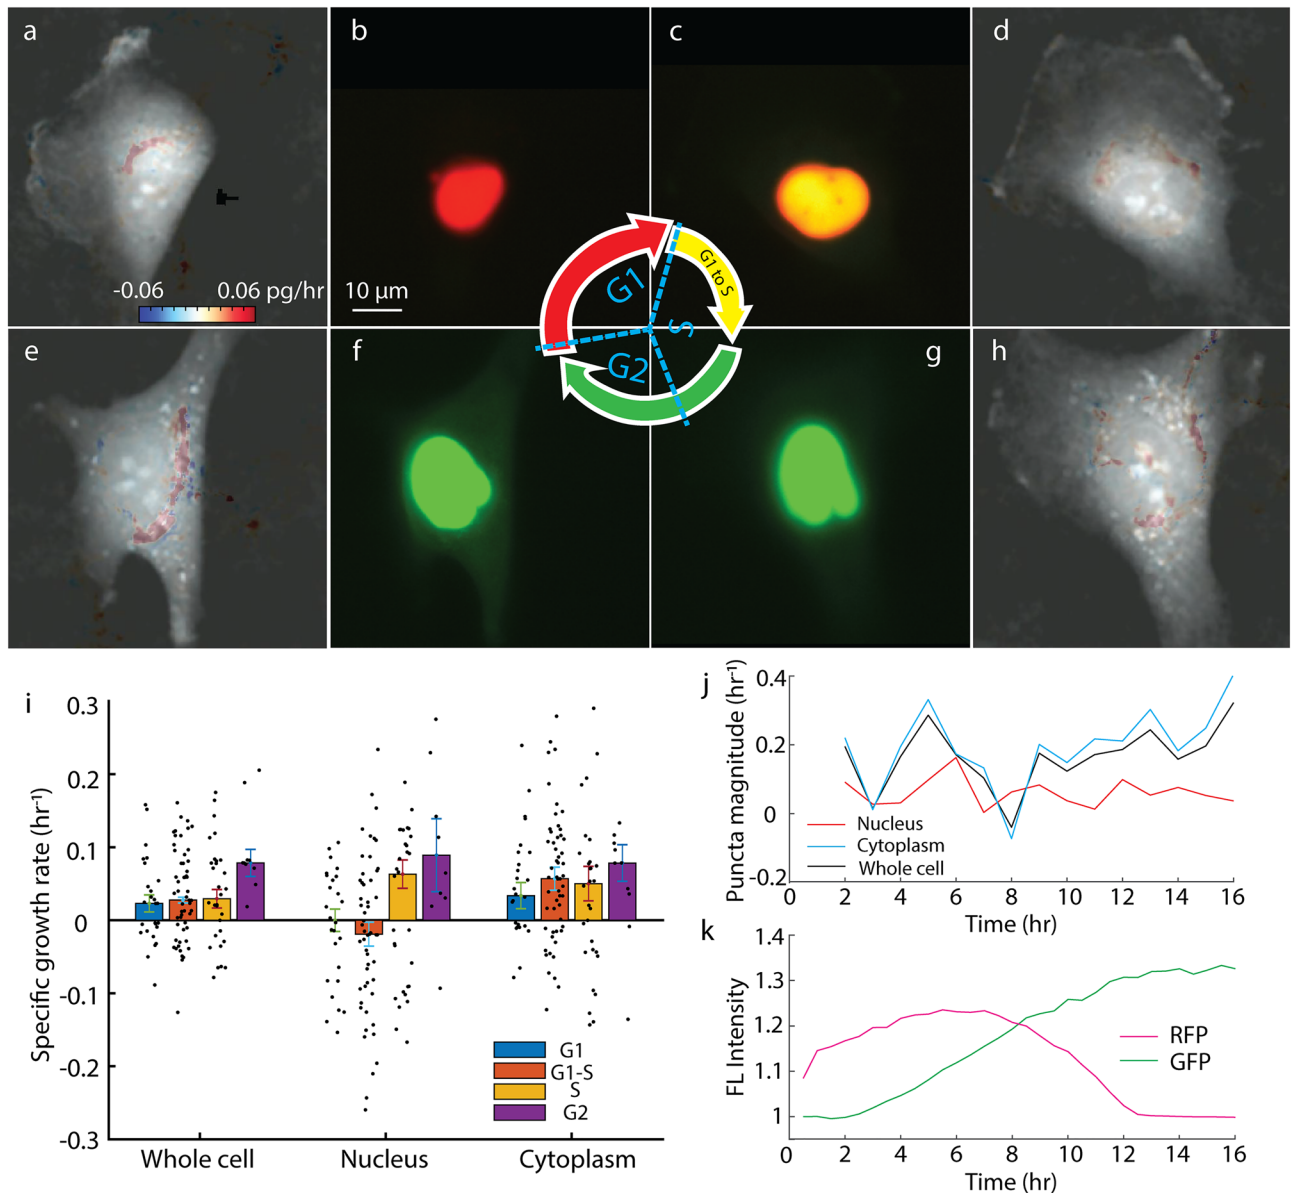 a
b
c
d
-0.06
0.06 pg/hr
10 μm
G1
G1 to S
S
G2
e
f
g
h
i
Specific growth rate (hr-1)
0.3
0.2
0.1
0
-0.1
-0.2
-0.3
G1
G1-S
S
G2
Whole cell
Nucleus
Cytoplasm
j
Puncta magnitude (hr-1)
0.4
0.2
0
-0.2
Nucleus
Cytoplasm
Whole cell
0 2 4 6 8 10 12 14 16
Time (hr)
k
FL Intensity
1.4
1.3
1.2
1.1
1
RFP
GFP
0 2 4 6 8 10 12 14 16
Time (hr)